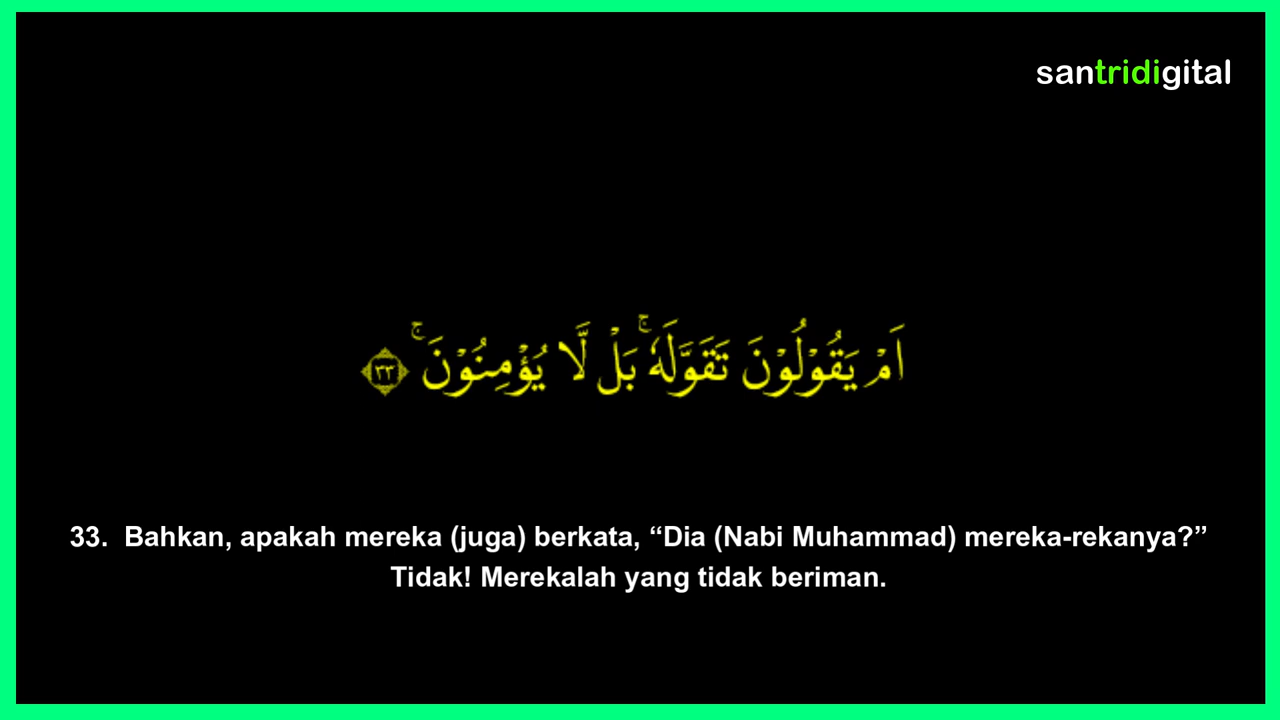 santridigital
اَمْ يَقُوْلُوْنَ تَقَوَّلَهٗ ۚ بَلْ لَّا يُؤْمِنُوْنَ ۚ ٣٣
33. Bahkan, apakah mereka (juga) berkata, “Dia (Nabi Muhammad) mereka-rekanya?”
Tidak! Merekalah yang tidak beriman.